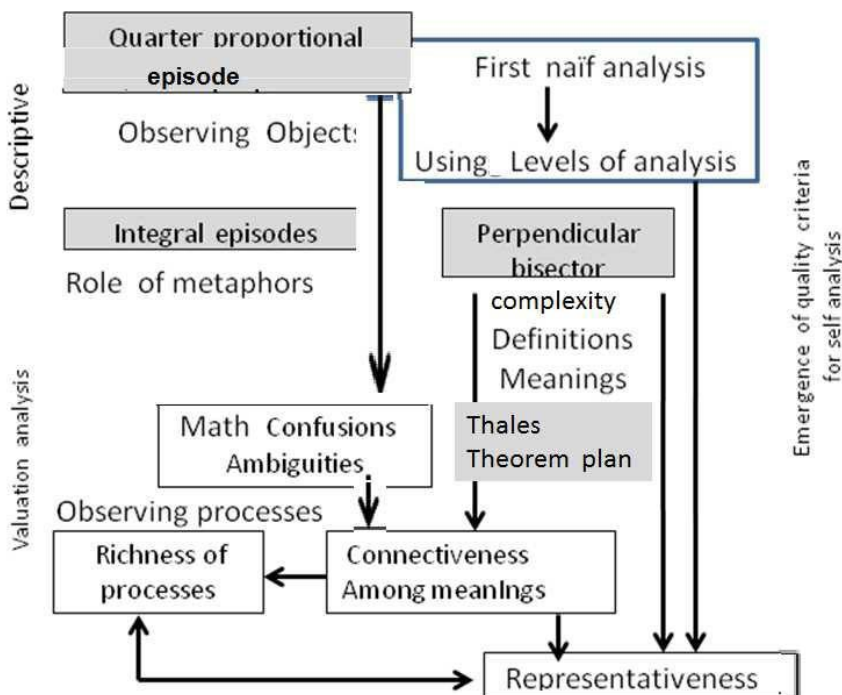 Quarter proportional
episode
First naïf analysis
Using_ Levels of analysis
Observing Objects
Descriptive
Integral episodes
Role of metaphors
Perpendicular
bisector
complexity
Definitions
Meanings
Thales
Theorem plan
Emergence of quality criteria
for self analysis
Math Confusions
Ambiguities
Valuation analysis
Observing processes
Richness of
processes
Connectiveness
Among meanIngs
Representativeness